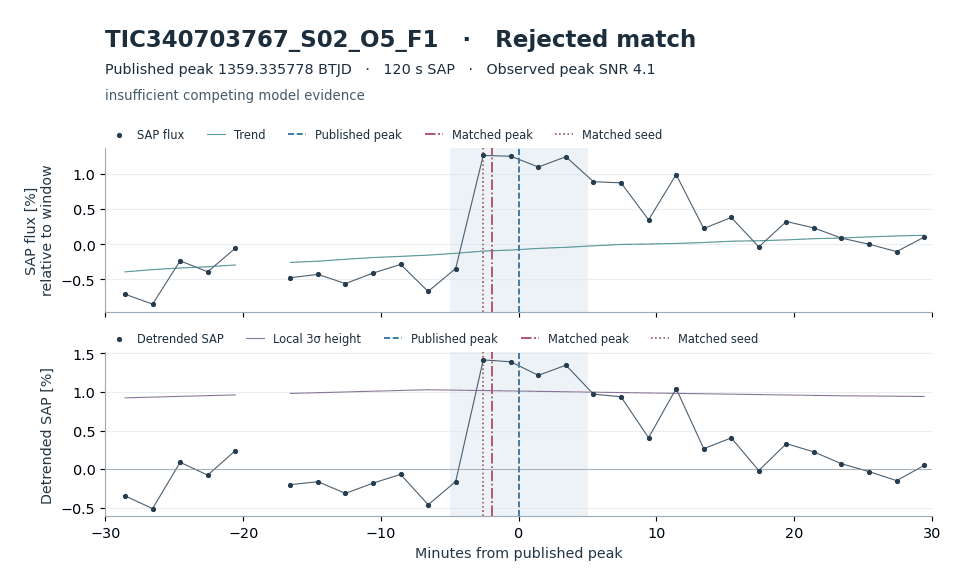 TIC340703767_S02_O5_F1 · Rejected match
Published peak 1359.335778 BTJD · 120 s SAP · Observed peak SNR 4.1
insufficient competing model evidence
SAP flux Trend Published peak Matched peak Matched seed
SAP flux [%]
relative to window
1.0
0.5
0.0
−0.5
Detrended SAP Local 3σ height Published peak Matched peak Matched seed
Detrended SAP [%]
1.5
1.0
0.5
0.0
−0.5
−30 −20 −10 0 10 20 30
Minutes from published peak